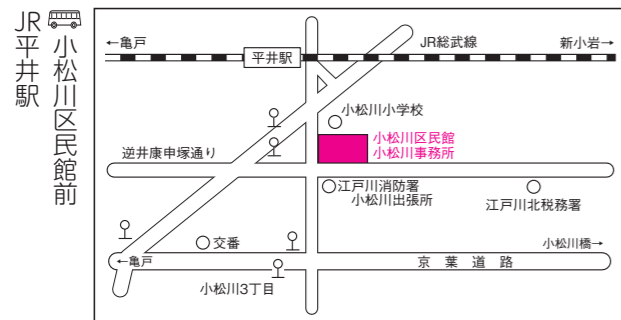 JR平井駅
小松川区民館前
←亀戸
平井駅
JR総武線
新小岩→
小松川小学校
小松川区民館
小松川事務所
逆井庚申塚通り
江戸川消防署
小松川出張所
江戸川北税務署
交番
小松川橋→
←亀戸
京葉道路
小松川3丁目